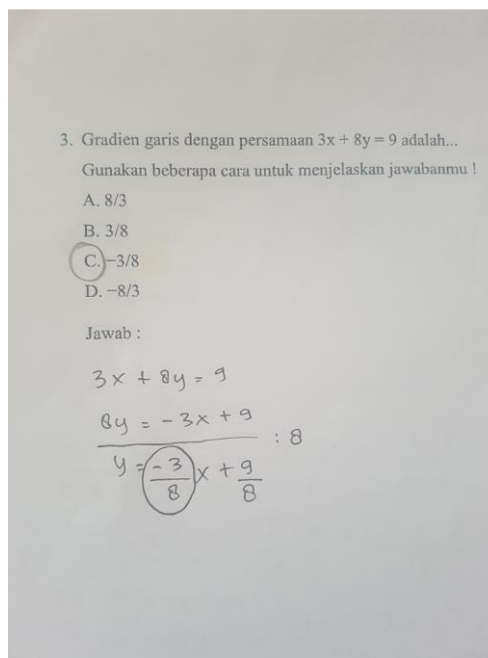 3. Gradien garis dengan persamaan 3x + 8y = 9 adalah...
Gunakan beberapa cara untuk menjelaskan jawabanmu !
A. 8/3
B. 3/8
C. −3/8
D. −8/3
Jawab :
3x + 8y = 9
8y = -3x + 9
: 8
y = -3/8 x + 9/8